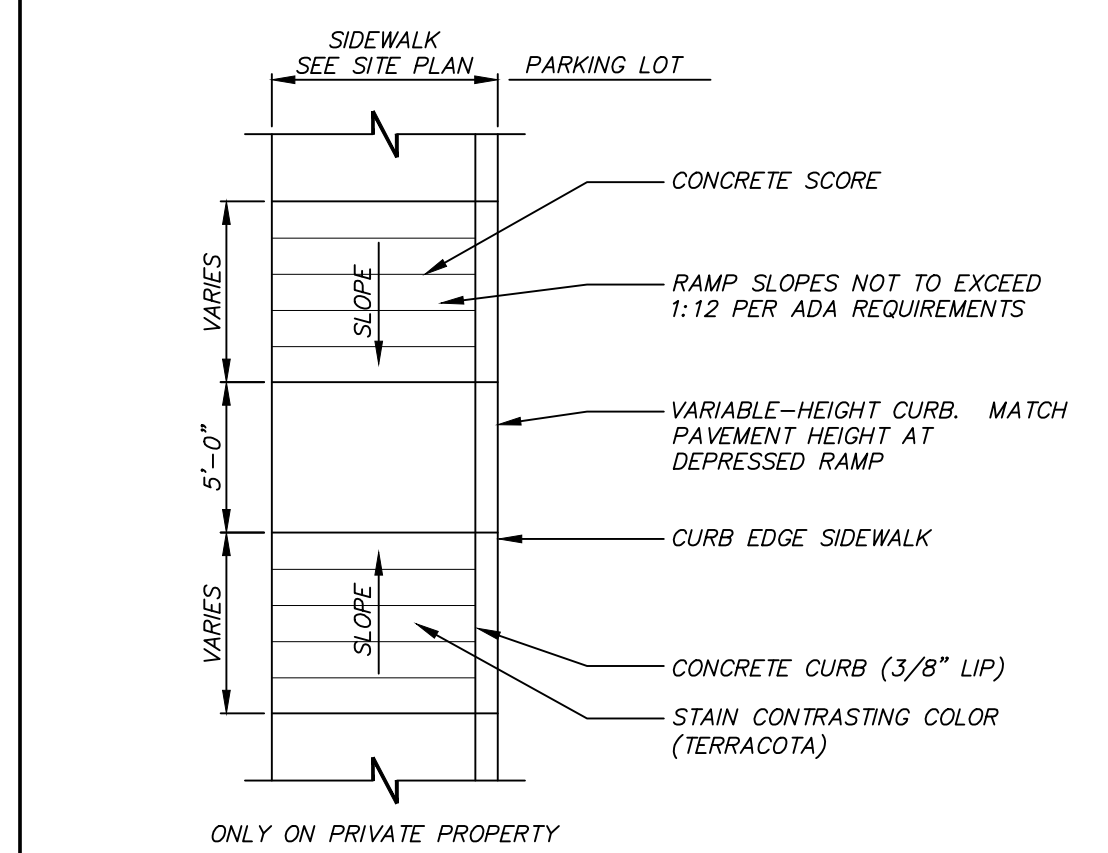 SIDEWALK
SEE SITE PLAN
PARKING LOT
CONCRETE SCORE
VARIES
SLOPE
RAMP SLOPES NOT TO EXCEED
1:12 PER ADA REQUIREMENTS
5'-0"
VARIABLE-HEIGHT CURB. MATCH
PAVEMENT HEIGHT AT
DEPRESSED RAMP
CURB EDGE SIDEWALK
VARIES
SLOPE
CONCRETE CURB (3/8" LIP)
STAIN CONTRASTING COLOR
(TERRACOTA)
ONLY ON PRIVATE PROPERTY